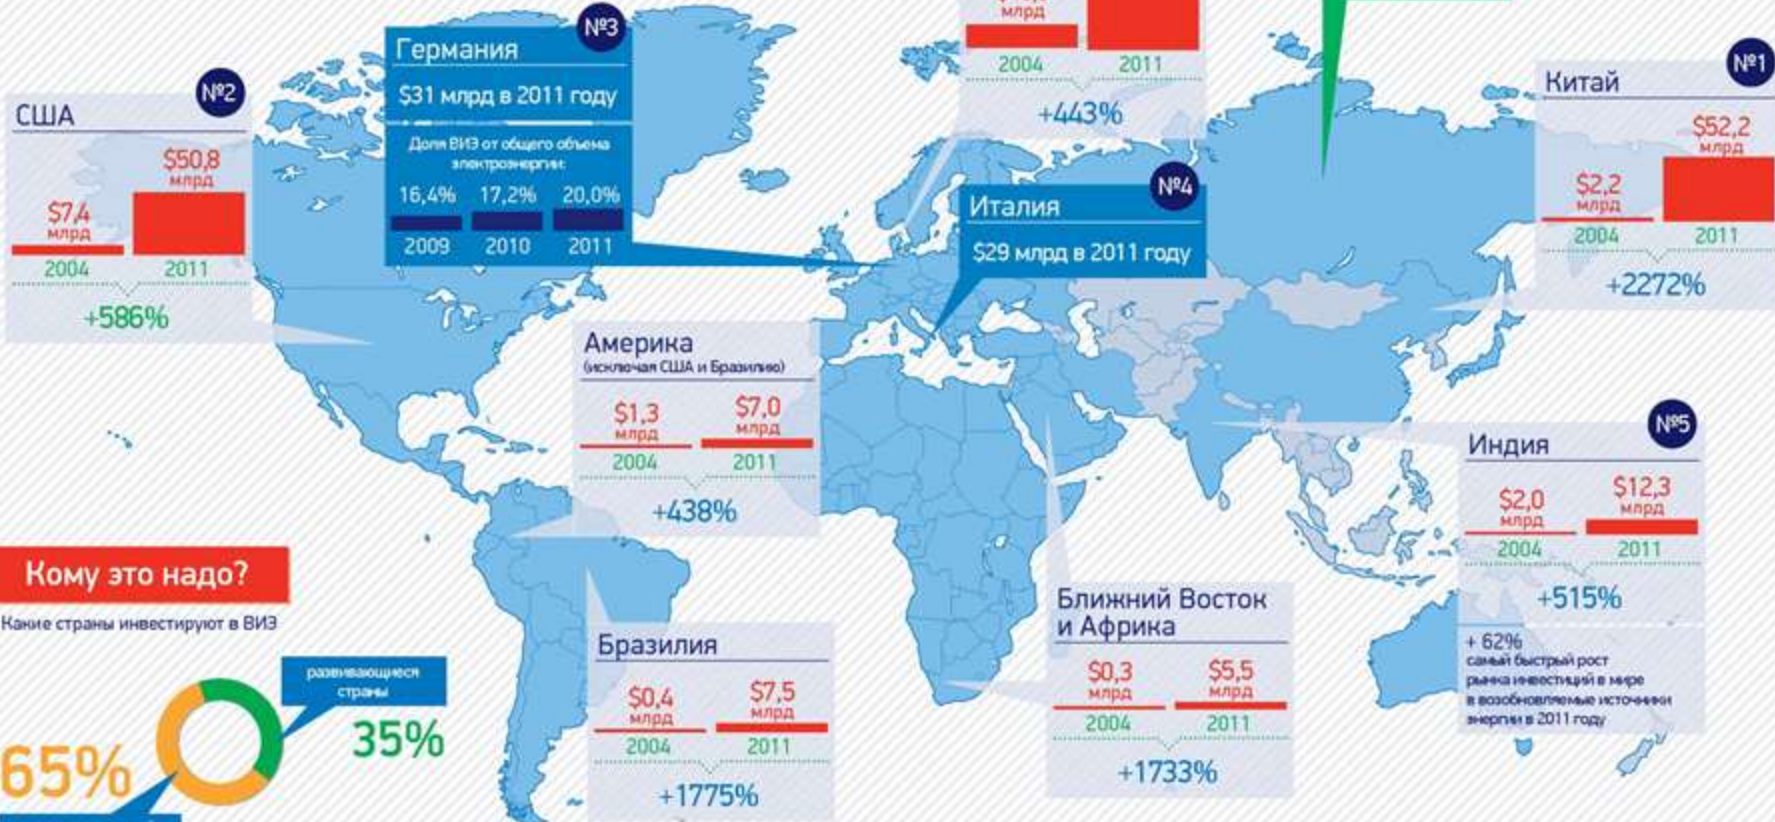 млрд
2004
2011
+443%
№2
США
$7,4
млрд
$50,8
млрд
2004
2011
+586%
№3
Германия
$31 млрд в 2011 году
Доля ВИЭ от общего объема
электроэнергии:
16,4%
17,2%
20,0%
2009
2010
2011
№4
Италия
$29 млрд в 2011 году
№1
Китай
$2,2
млрд
$52,2
млрд
2004
2011
+2272%
Америка
(исключая США и Бразилию)
$1,3
млрд
$7,0
млрд
2004
2011
+438%
№5
Индия
$2,0
млрд
$12,3
млрд
2004
2011
+515%
+ 62%
самый быстрый рост
рынка инвестиций в мире
в возобновляемые источники
энергии в 2011 году
Кому это надо?
Какие страны инвестируют в ВИЭ
развивающиеся
страны
35%
65%
Бразилия
$0,4
млрд
$7,5
млрд
2004
2011
+1775%
Ближний Восток
и Африка
$0,3
млрд
$5,5
млрд
2004
2011
+1733%